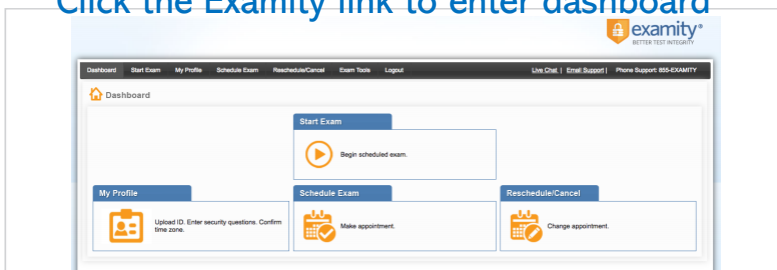 Click the Examity link to enter dashboard
examity®
BETTER TEST INTEGRITY
Dashboard Start Exam My Profile Schedule Exam Reschedule/Cancel Exam Tools Logout Live Chat | Email Support | Phone Support: 855-EXAMITY
Dashboard
Start Exam
Begin scheduled exam.
My Profile Schedule Exam Reschedule/Cancel
Upload ID. Enter security questions. Confirm
time zone.
Make appointment.
Change appointment.